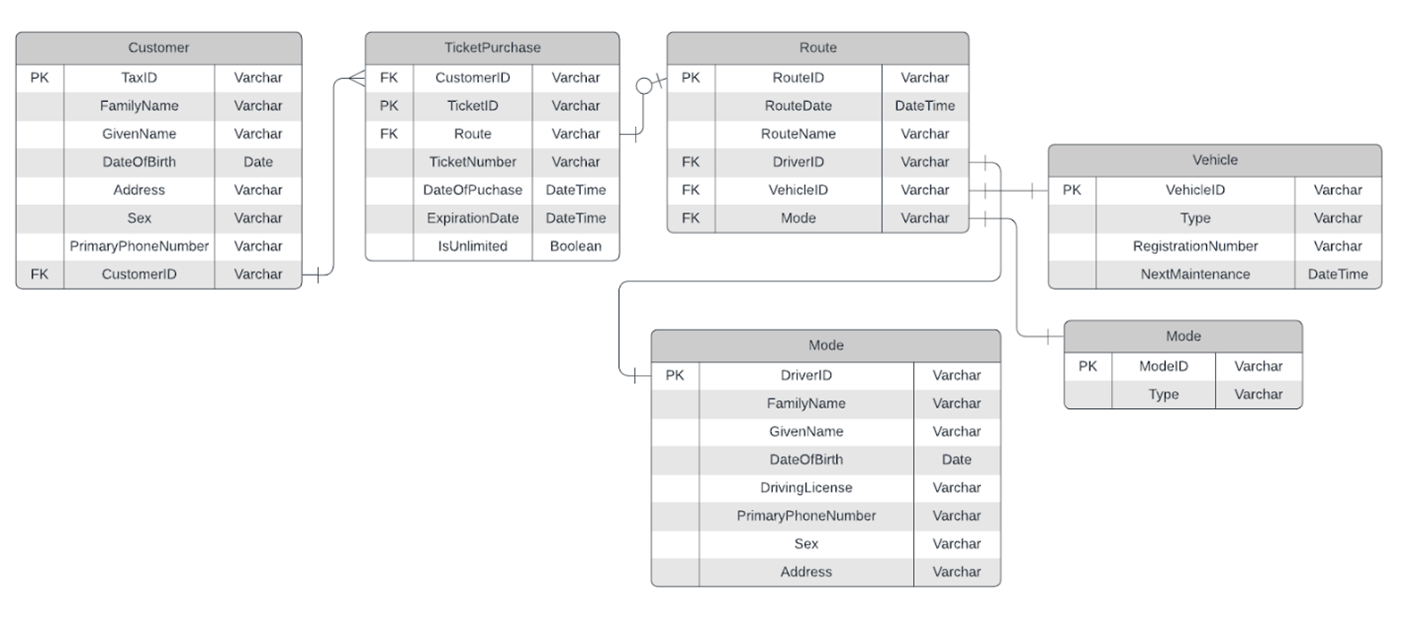 Customer
PK TaxID Varchar
FamilyName Varchar
GivenName Varchar
DateOfBirth Date
Address Varchar
Sex Varchar
PrimaryPhoneNumber Varchar
FK CustomerID Varchar
TicketPurchase
FK CustomerID Varchar
PK TicketID Varchar
FK Route Varchar
TicketNumber Varchar
DateOfPuchase DateTime
ExpirationDate DateTime
IsUnlimited Boolean
Route
PK RouteID Varchar
RouteDate DateTime
RouteName Varchar
FK DriverID Varchar
FK VehicleID Varchar
FK Mode Varchar
Vehicle
PK VehicleID Varchar
Type Varchar
RegistrationNumber Varchar
NextMaintenance DateTime
Mode
PK DriverID Varchar
FamilyName Varchar
GivenName Varchar
DateOfBirth Date
DrivingLicense Varchar
PrimaryPhoneNumber Varchar
Sex Varchar
Address Varchar
Mode
PK ModeID Varchar
Type Varchar